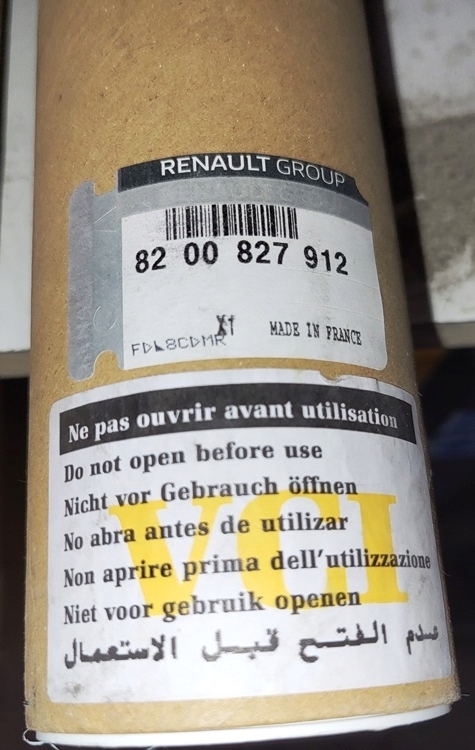 RENAULT GROUP
82 00 827 912
X1
MADE IN FRANCE
Ne pas ouvrir avant utilisation
Do not open before use
Nicht vor Gebrauch öffnen
No abra antes de utilizar
Non aprire prima dell'utilizzazione
Niet voor gebruik openen
VCI
عدم الفتح قبل الاستعمال